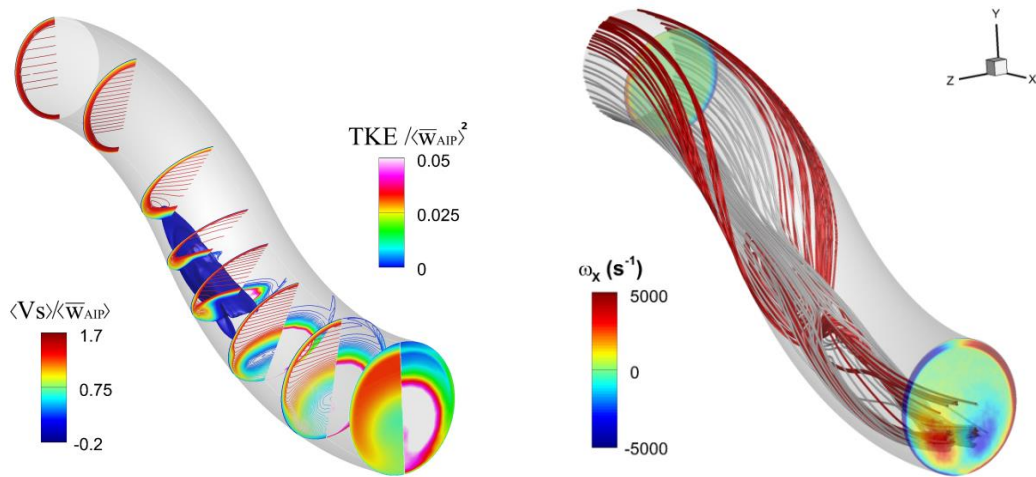 TKE /⟨w̅AIP⟩²
0.05
0.025
0
⟨Vs⟩/⟨w̅AIP⟩
1.7
0.75
-0.2
Y
Z
X
ωX (s⁻¹)
5000
0
-5000